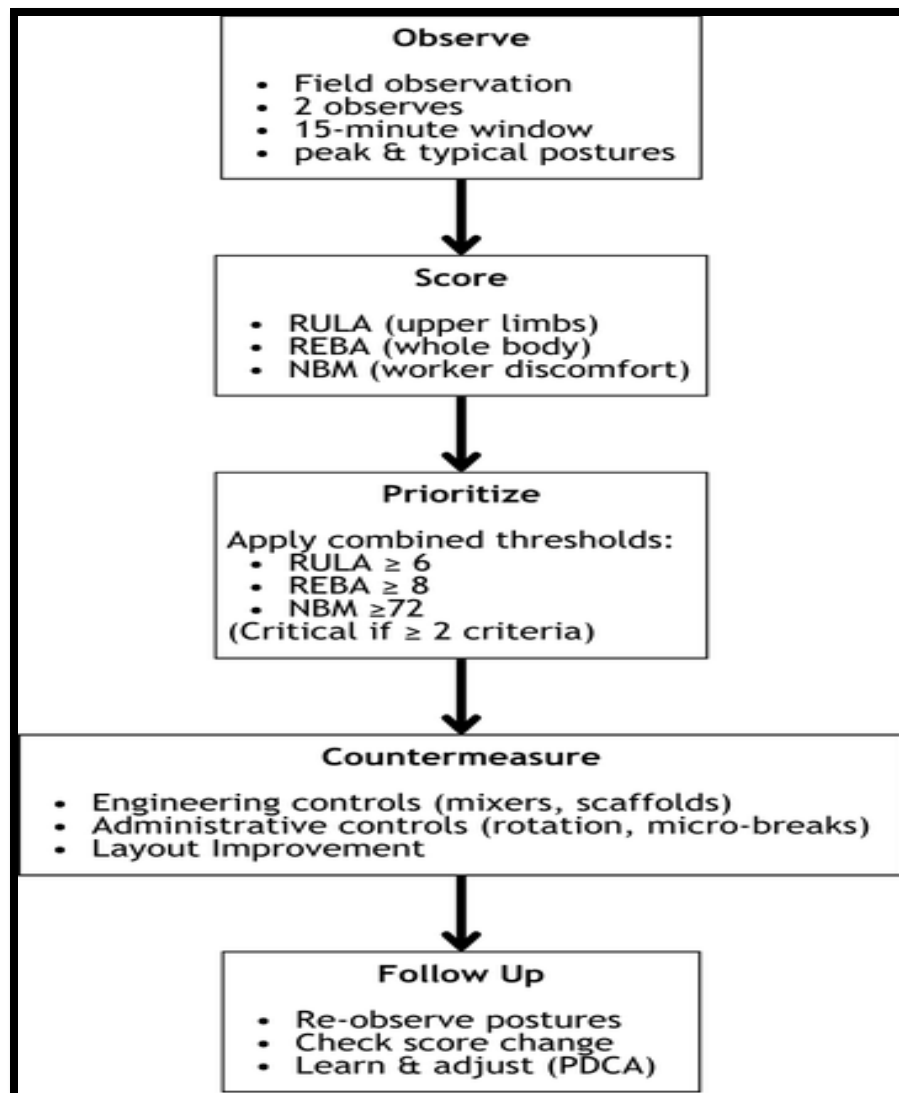 Observe
• Field observation
• 2 observes
• 15-minute window
• peak & typical postures
Score
• RULA (upper limbs)
• REBA (whole body)
• NBM (worker discomfort)
Prioritize
Apply combined thresholds:
• RULA ≥ 6
• REBA ≥ 8
• NBM ≥72
(Critical if ≥ 2 criteria)
Countermeasure
• Engineering controls (mixers, scaffolds)
• Administrative controls (rotation, micro-breaks)
• Layout Improvement
Follow Up
• Re-observe postures
• Check score change
• Learn & adjust (PDCA)